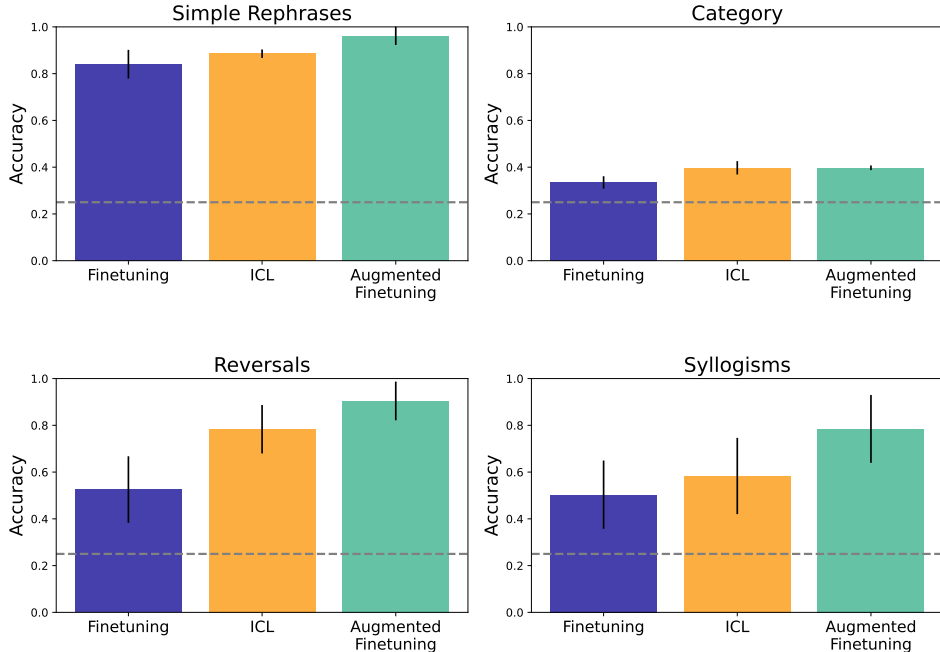 Simple Rephrases
Accuracy
1.0
0.8
0.6
0.4
0.2
0.0
Finetuning
ICL
Augmented
Finetuning
Category
Accuracy
1.0
0.8
0.6
0.4
0.2
0.0
Finetuning
ICL
Augmented
Finetuning
Reversals
Accuracy
1.0
0.8
0.6
0.4
0.2
0.0
Finetuning
ICL
Augmented
Finetuning
Syllogisms
Accuracy
1.0
0.8
0.6
0.4
0.2
0.0
Finetuning
ICL
Augmented
Finetuning